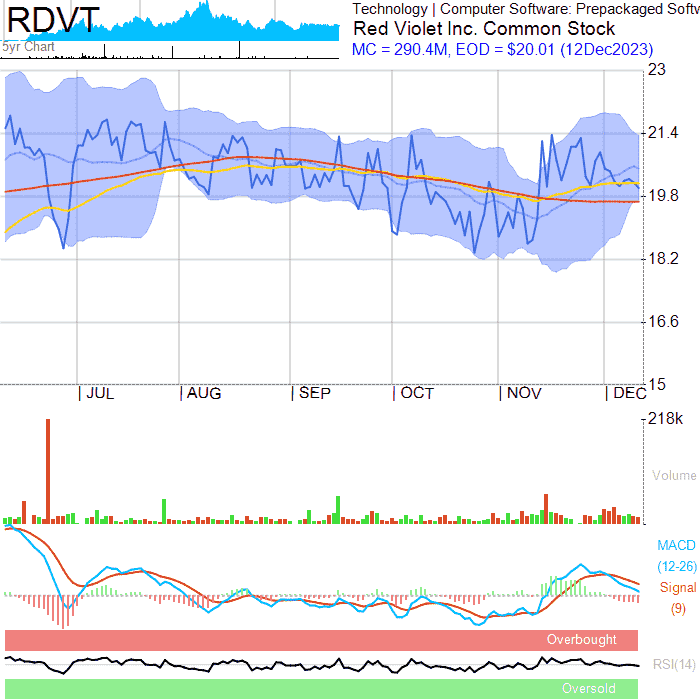 RDVT
5yr Chart
Technology | Computer Software: Prepackaged Softw
Red Violet Inc. Common Stock
MC = 290.4M, EOD = $20.01 (12Dec2023)
23
21.4
19.8
18.2
16.6
15
| JUL | AUG | SEP | OCT | NOV | DEC
218k
Volume
MACD
(12-26)
Signal
(9)
Overbought
RSI(14)
Oversold